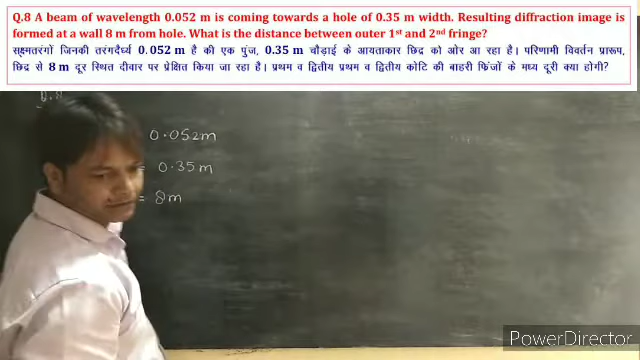 Q.8 A beam of wavelength 0.052 m is coming towards a hole of 0.35 m width. Resulting diffraction image is
formed at a wall 8 m from hole. What is the distance between outer 1st and 2nd fringe?
सूक्ष्मतरंगों जिनकी तरंगदैर्घ्य 0.052 m है की एक पुंज, 0.35 m चौड़ाई के आयताकार छिद्र को ओर आ रहा है। परिणामी विवर्तन प्रारूप,
छिद्र से 8 m दूर स्थित दीवार पर प्रेक्षित किया जा रहा है। प्रथम व द्वितीय प्रथम व द्वितीय कोटि की बाहरी फ्रिंजों के मध्य दूरी क्या होगी?
0.052m
= 0.35m
= 8m
PowerDirector